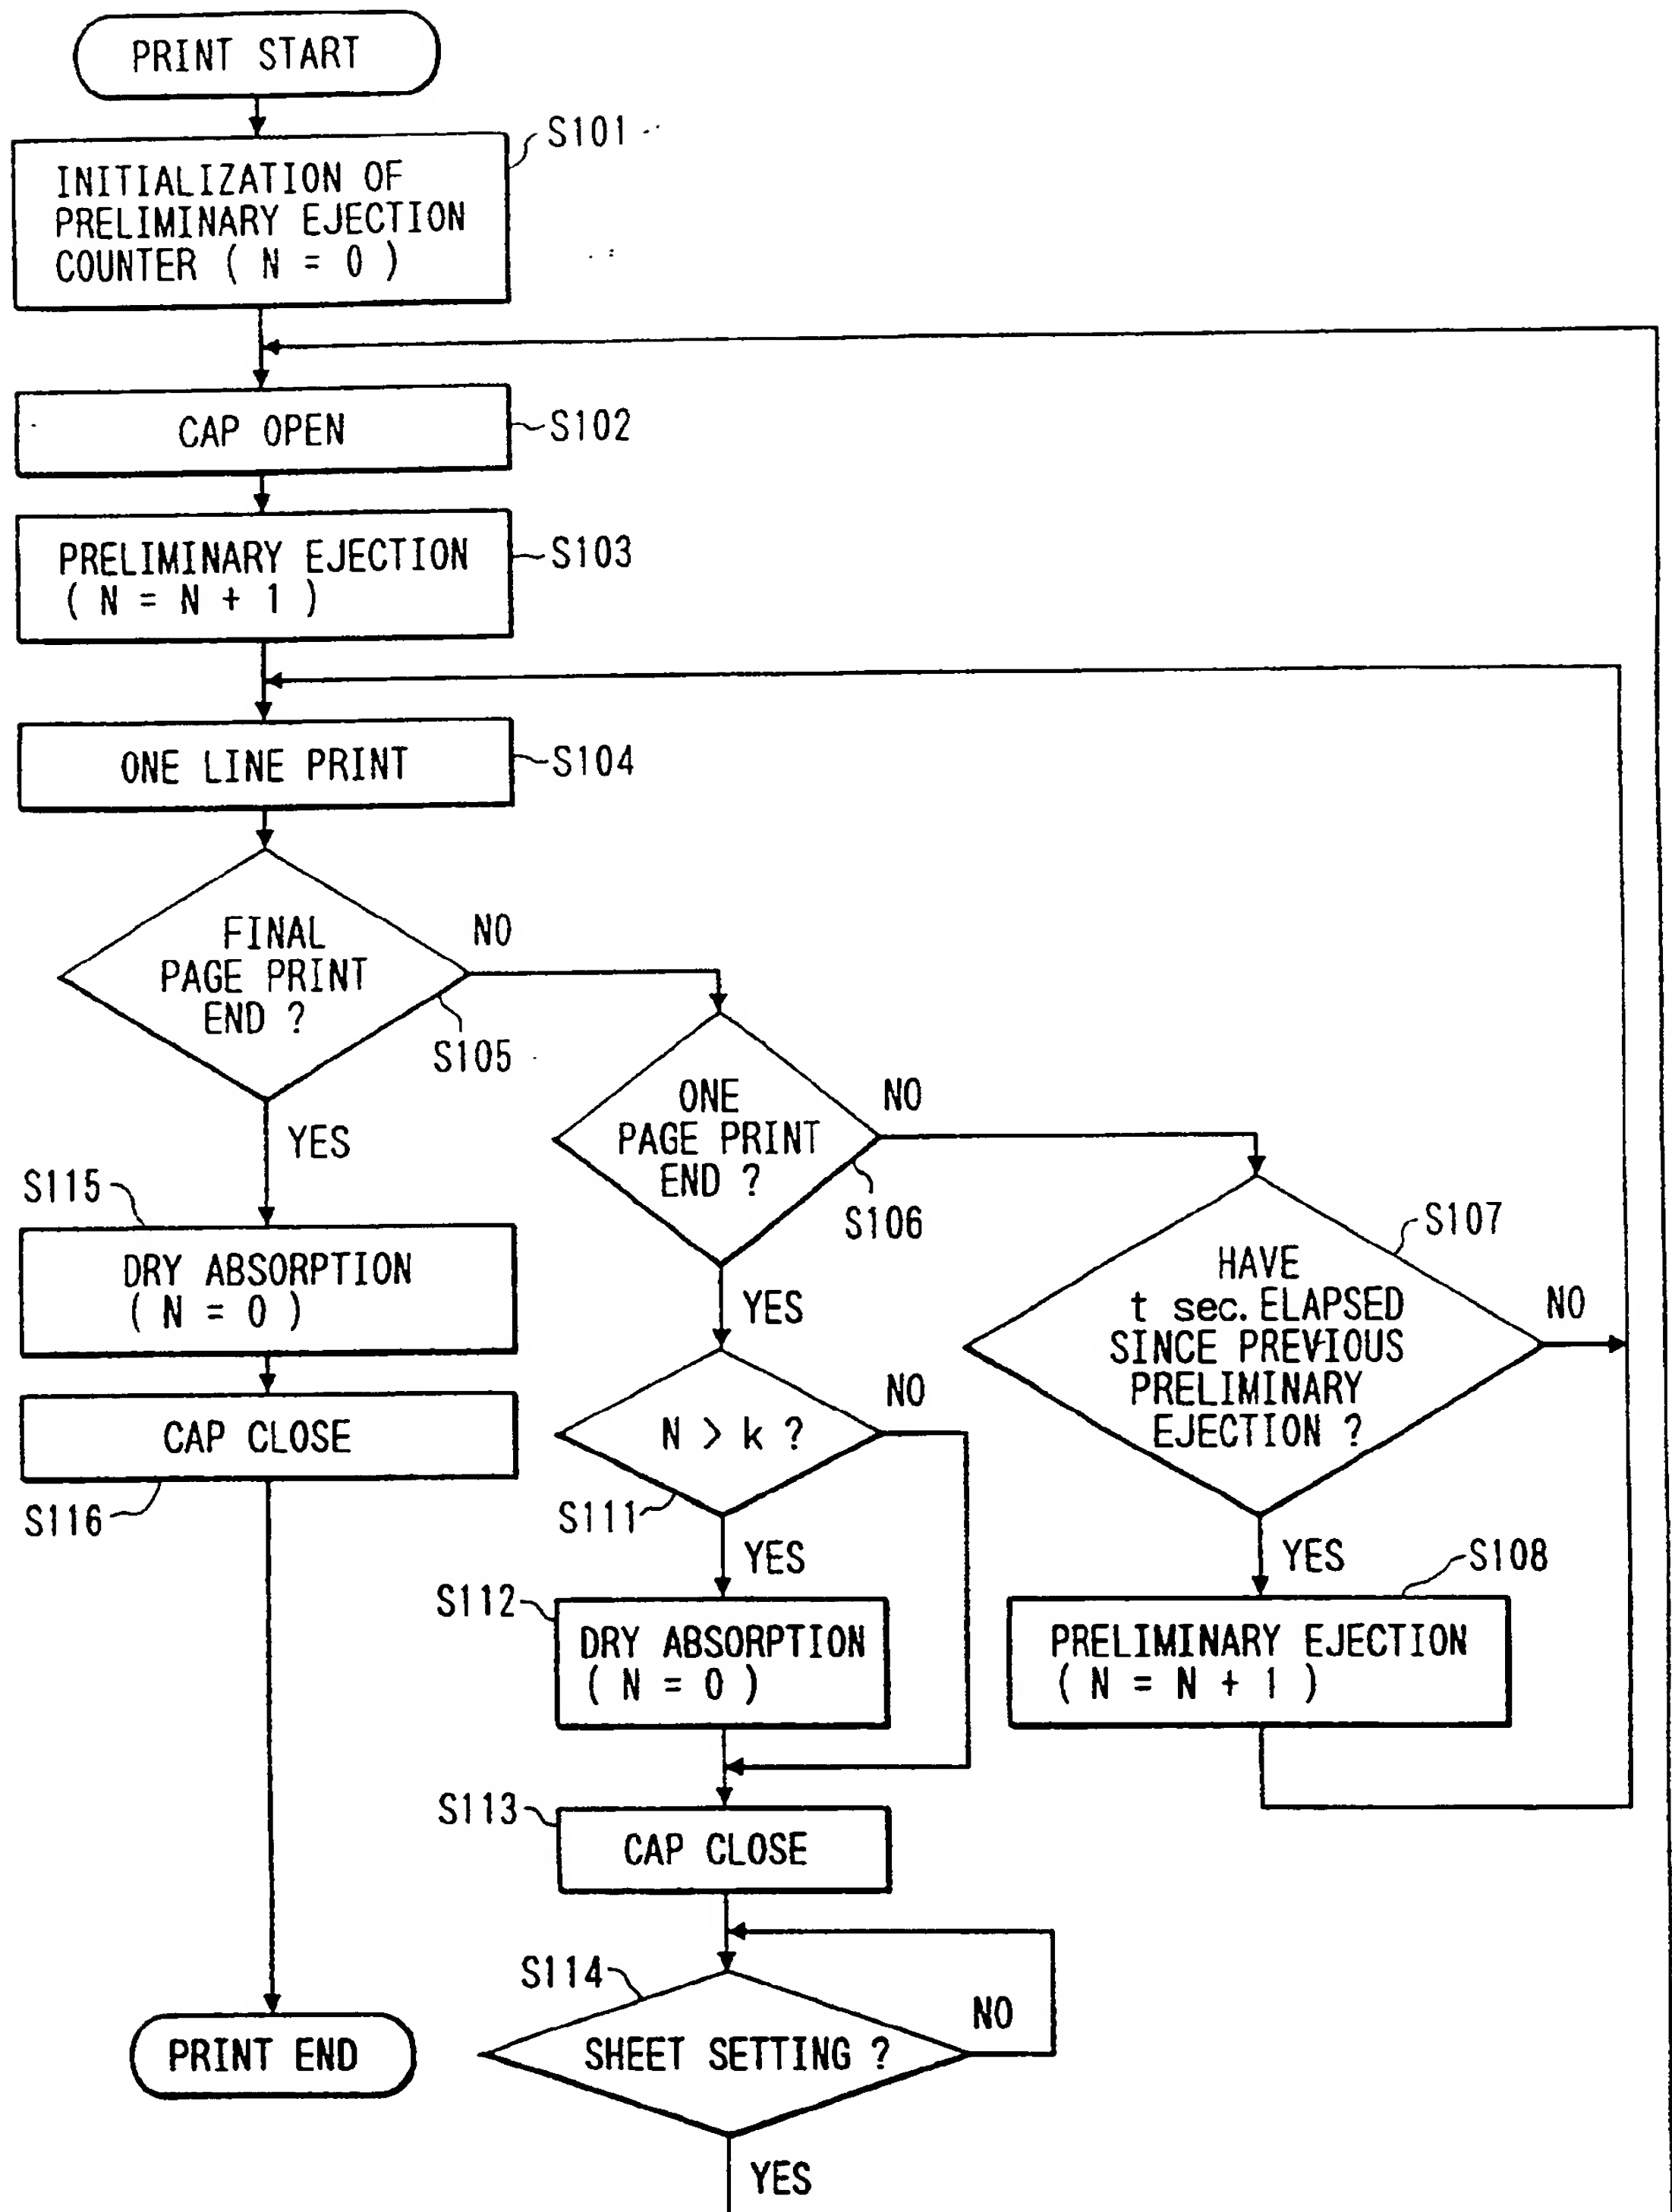 PRINT START
S101
INITIALIZATION OF
PRELIMINARY EJECTION
COUNTER ( N = 0 )
CAP OPEN
S102
PRELIMINARY EJECTION
( N = N + 1 )
S103
ONE LINE PRINT
S104
FINAL
PAGE PRINT
END ?
NO
S105
YES
ONE
PAGE PRINT
END ?
NO
S106
YES
S107
HAVE
t sec. ELAPSED
SINCE PREVIOUS
PRELIMINARY
EJECTION ?
NO
YES
S115
DRY ABSORPTION
( N = 0 )
CAP CLOSE
S116
N > k ?
NO
S111
YES
S108
PRELIMINARY EJECTION
( N = N + 1 )
S112
DRY ABSORPTION
( N = 0 )
S113
CAP CLOSE
S114
SHEET SETTING ?
NO
YES
PRINT END